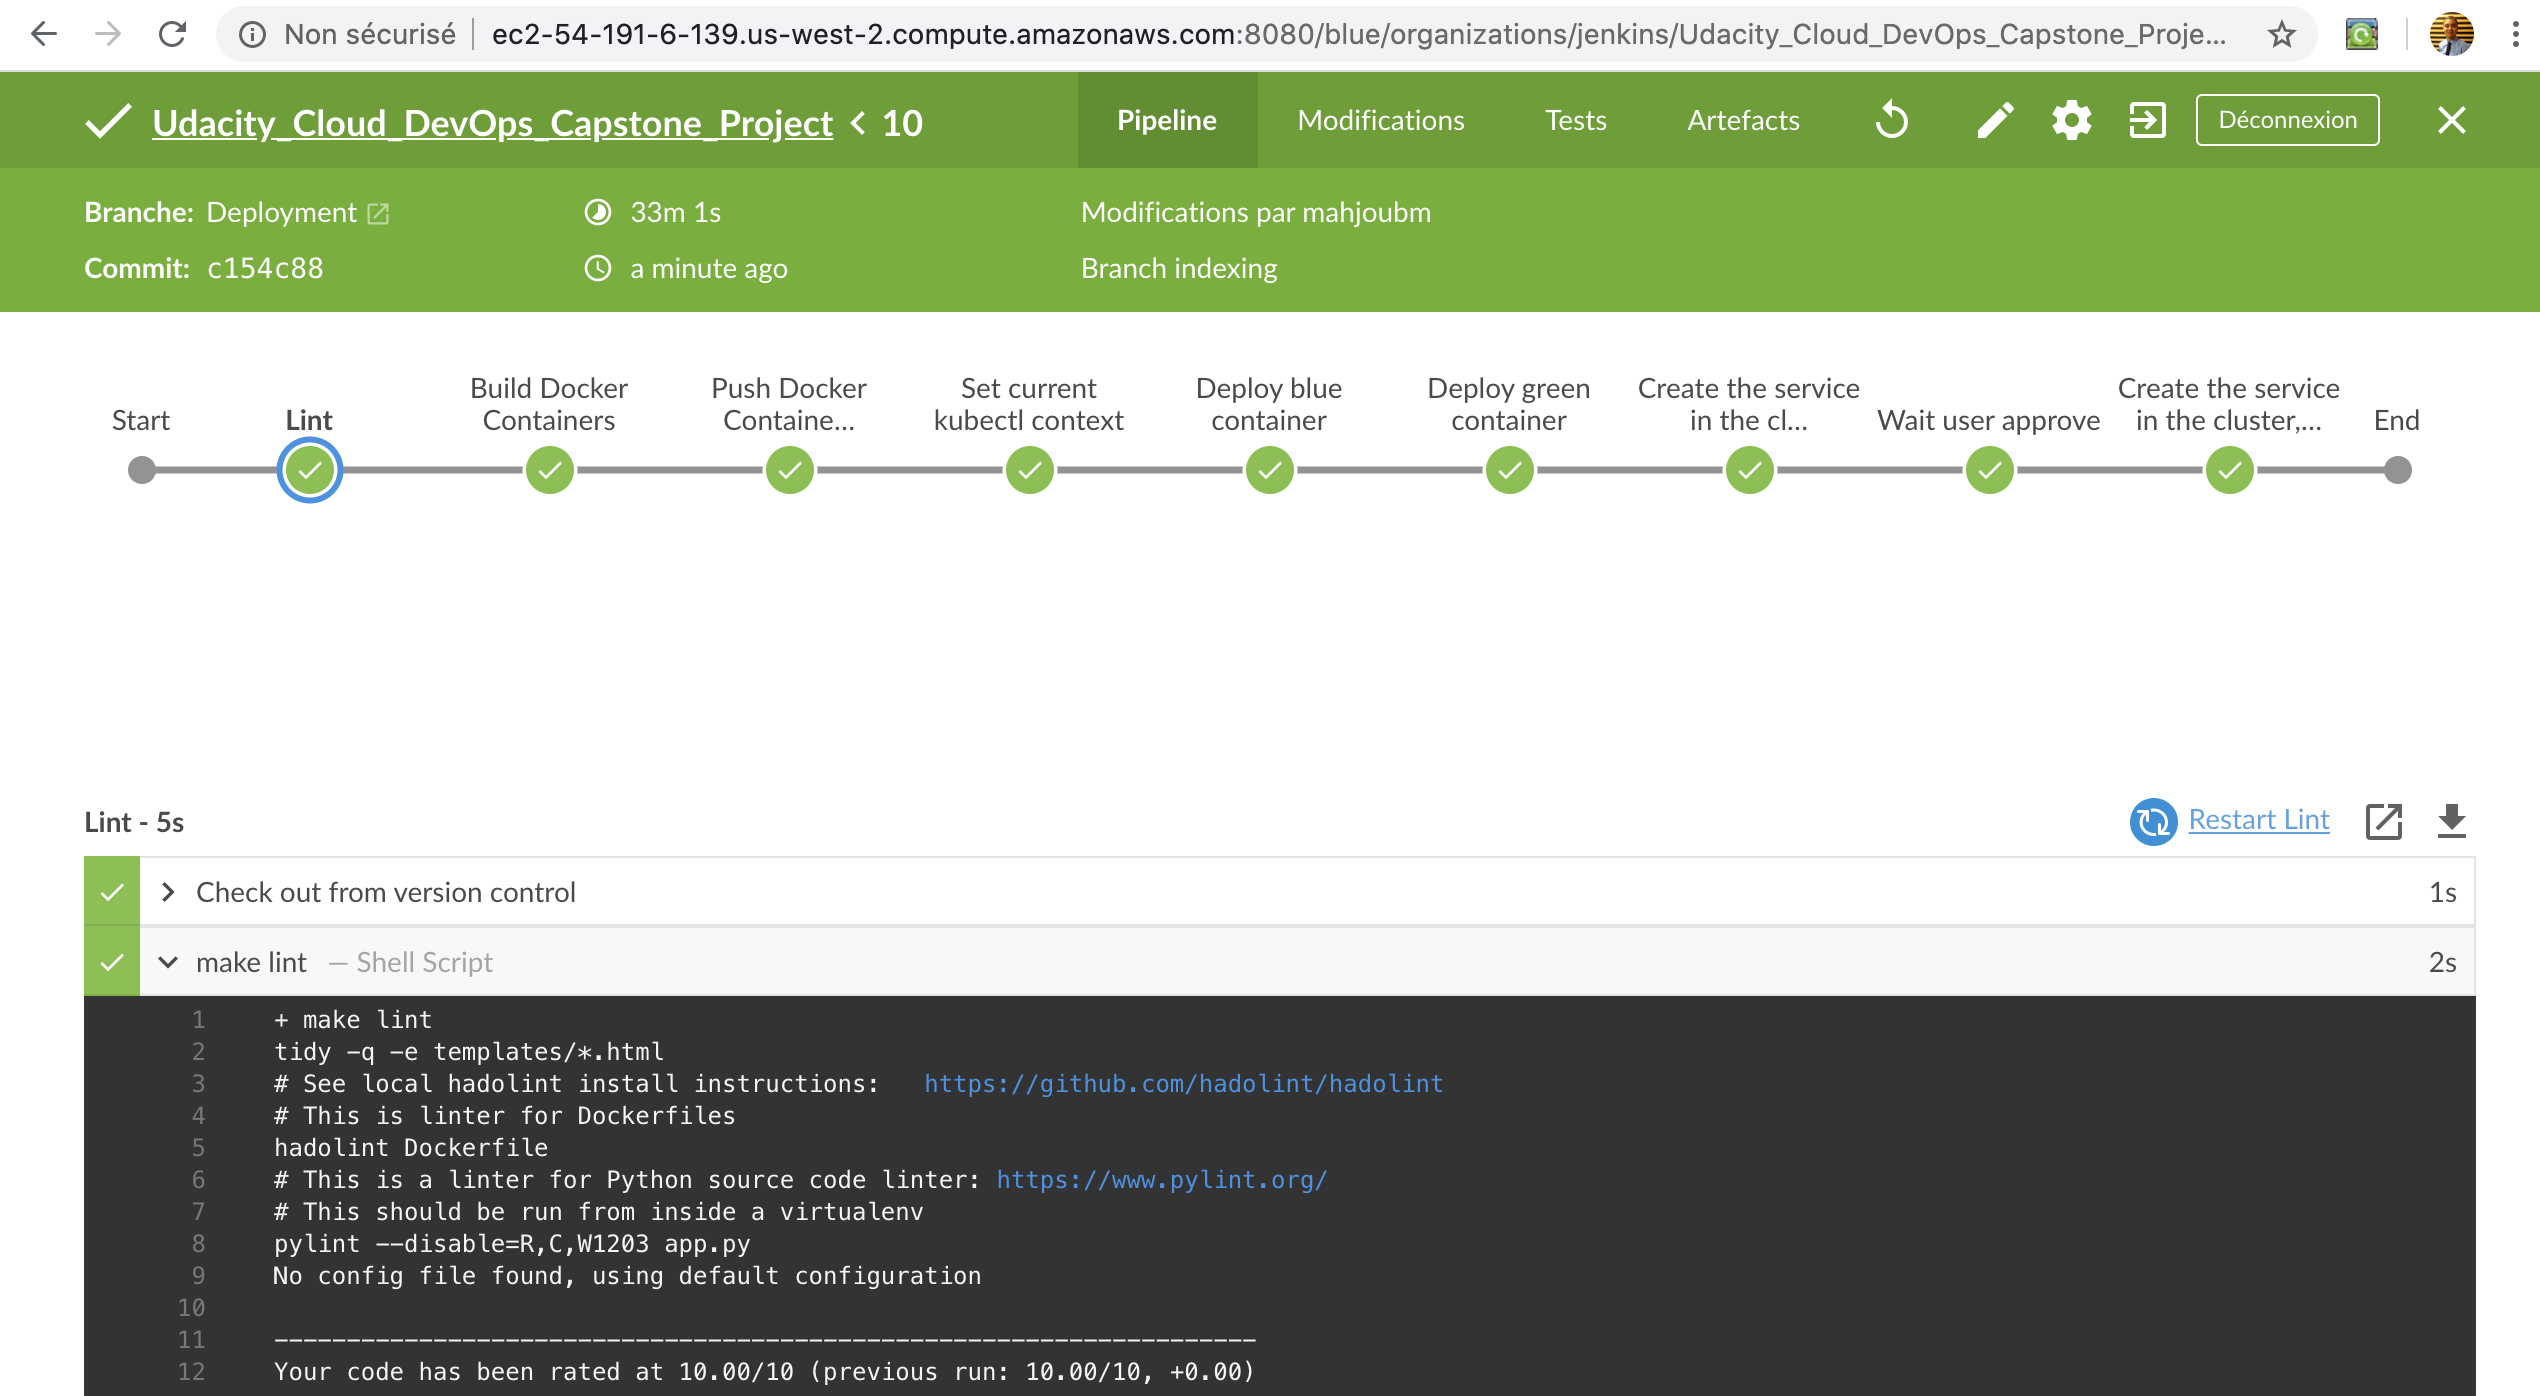 Non sécurisé | ec2-54-191-6-139.us-west-2.compute.amazonaws.com:8080/blue/organizations/jenkins/Udacity_Cloud_DevOps_Capstone_Proje...
Udacity_Cloud_DevOps_Capstone_Project < 10
Pipeline
Modifications
Tests
Artefacts
Déconnexion
Branche: Deployment
33m 1s
Modifications par mahjoubm
Commit: c154c88
a minute ago
Branch indexing
Start
Lint
Build Docker
Containers
Push Docker
Containe...
Set current
kubectl context
Deploy blue
container
Deploy green
container
Create the service
in the cl...
Wait user approve
Create the service
in the cluster,...
End
Lint - 5s
Restart Lint
Check out from version control
1s
make lint — Shell Script
2s
1 + make lint
2 tidy -q -e templates/*.html
3 # See local hadolint install instructions:   https://github.com/hadolint/hadolint
4 # This is linter for Dockerfiles
5 hadolint Dockerfile
6 # This is a linter for Python source code linter: https://www.pylint.org/
7 # This should be run from inside a virtualenv
8 pylint --disable=R,C,W1203 app.py
9 No config file found, using default configuration
10
11 --------------------------------------------------------------------
12 Your code has been rated at 10.00/10 (previous run: 10.00/10, +0.00)